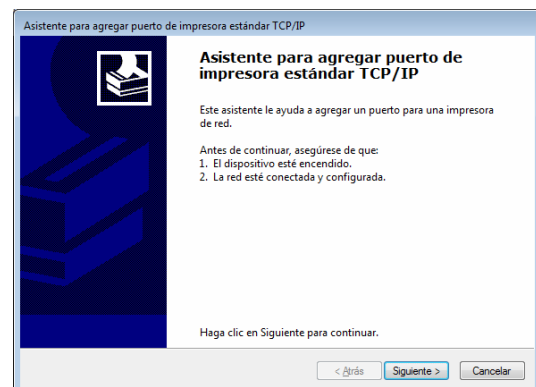 Asistente para agregar puerto de impresora estándar TCP/IP
Asistente para agregar puerto de
impresora estándar TCP/IP
Este asistente le ayuda a agregar un puerto para una impresora
de red.
Antes de continuar, asegúrese de que:
1. El dispositivo esté encendido.
2. La red esté conectada y configurada.
Haga clic en Siguiente para continuar.
< Atrás Siguiente > Cancelar